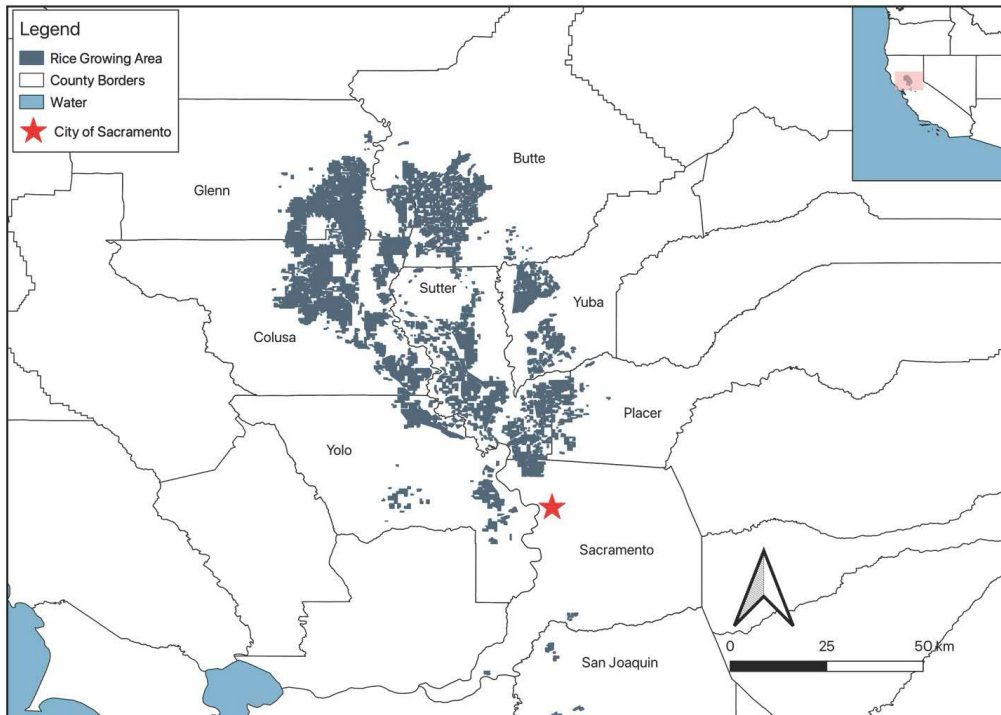 Legend
Rice Growing Area
County Borders
Water
City of Sacramento
Butte
Glenn
Sutter
Yuba
Colusa
Placer
Yolo
Sacramento
San Joaquin
0 25 50 km